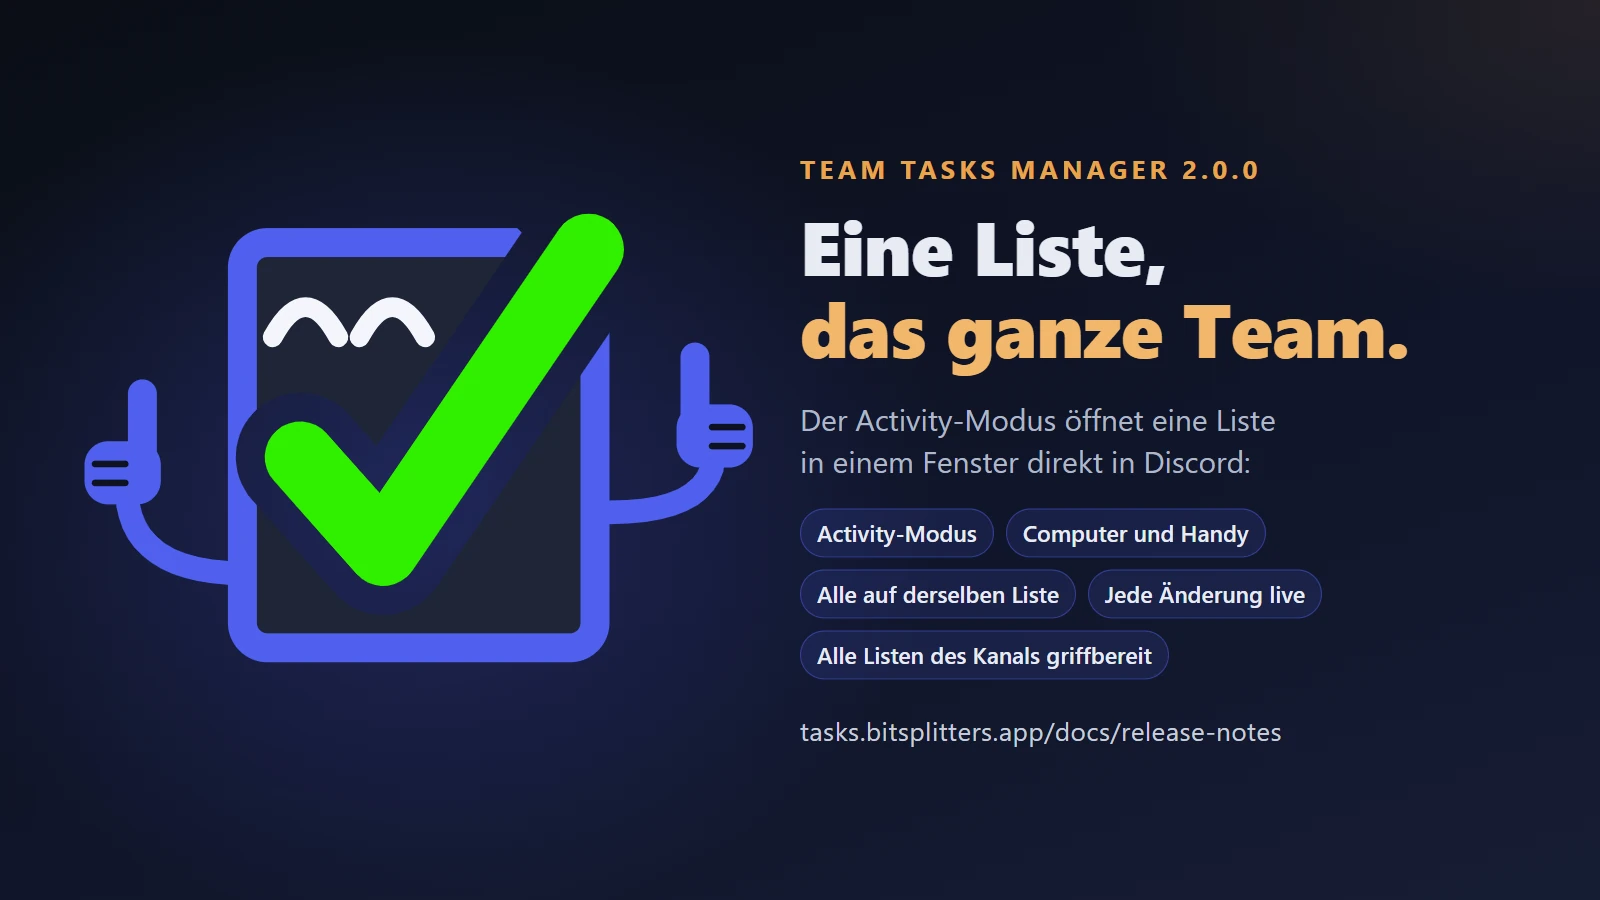 TEAM TASKS MANAGER 2.0.0
Eine Liste,
das ganze Team.
Der Activity-Modus öffnet eine Liste
in einem Fenster direkt in Discord:
Activity-Modus
Computer und Handy
Alle auf derselben Liste
Jede Änderung live
Alle Listen des Kanals griffbereit
tasks.bitsplitters.app/docs/release-notes